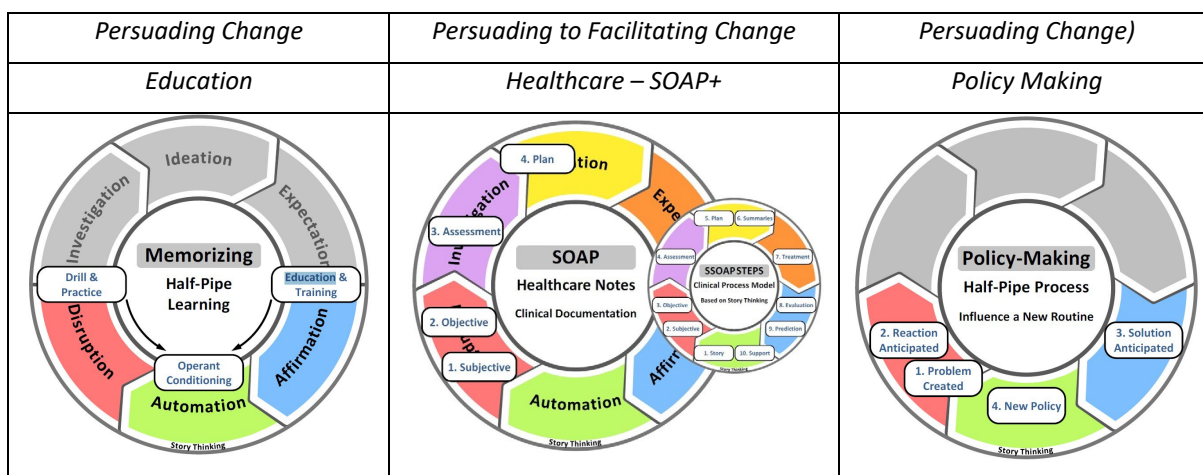 Persuading Change
Persuading to Facilitating Change
Persuading Change)
Education
Healthcare – SOAP+
Policy Making
Ideation
Investigation
Expectation
Memorizing
Half-Pipe
Learning
Drill &
Practice
Education &
Training
Disruption
Affirmation
Operant
Conditioning
Automation
Story Thinking
4. Plan
3. Assessment
SOAP
Healthcare Notes
Clinical Documentation
2. Objective
1. Subjective
Automation
Story Thinking
5. Plan
6. Summaries
4. Assessment
7. Treatment
SSOAP STEPS
Clinical Process Model
Based on Story Thinking
3. Objective
8. Evaluation
2. Subjective
9. Prediction
1. Story
10. Support
Story Thinking
Policy-Making
Half-Pipe Process
Influence a New Routine
2. Reaction
Anticipated
3. Solution
Anticipated
1. Problem
Created
4. New Policy
Story Thinking